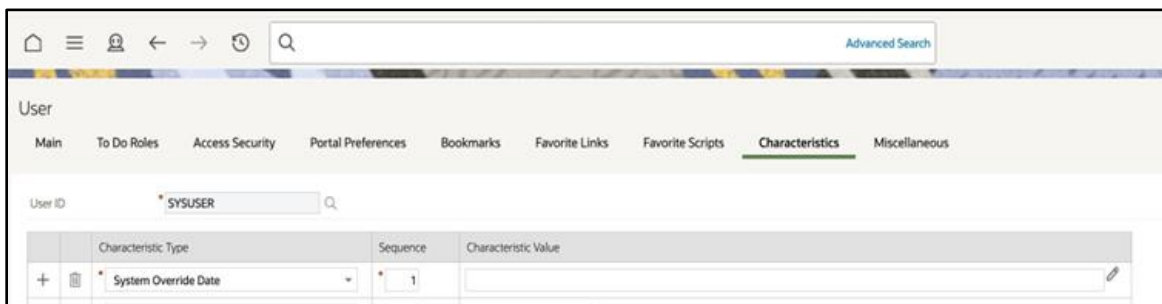 Advanced Search
User
Main To Do Roles Access Security Portal Preferences Bookmarks Favorite Links Favorite Scripts Characteristics Miscellaneous
User ID * SYSUSER
Characteristic Type Sequence Characteristic Value
* System Override Date * 1